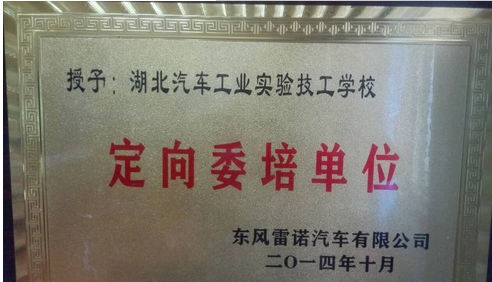 授予：湖北汽车工业实验技工学校
定向委培单位
东风雷诺汽车有限公司
二〇一四年十月